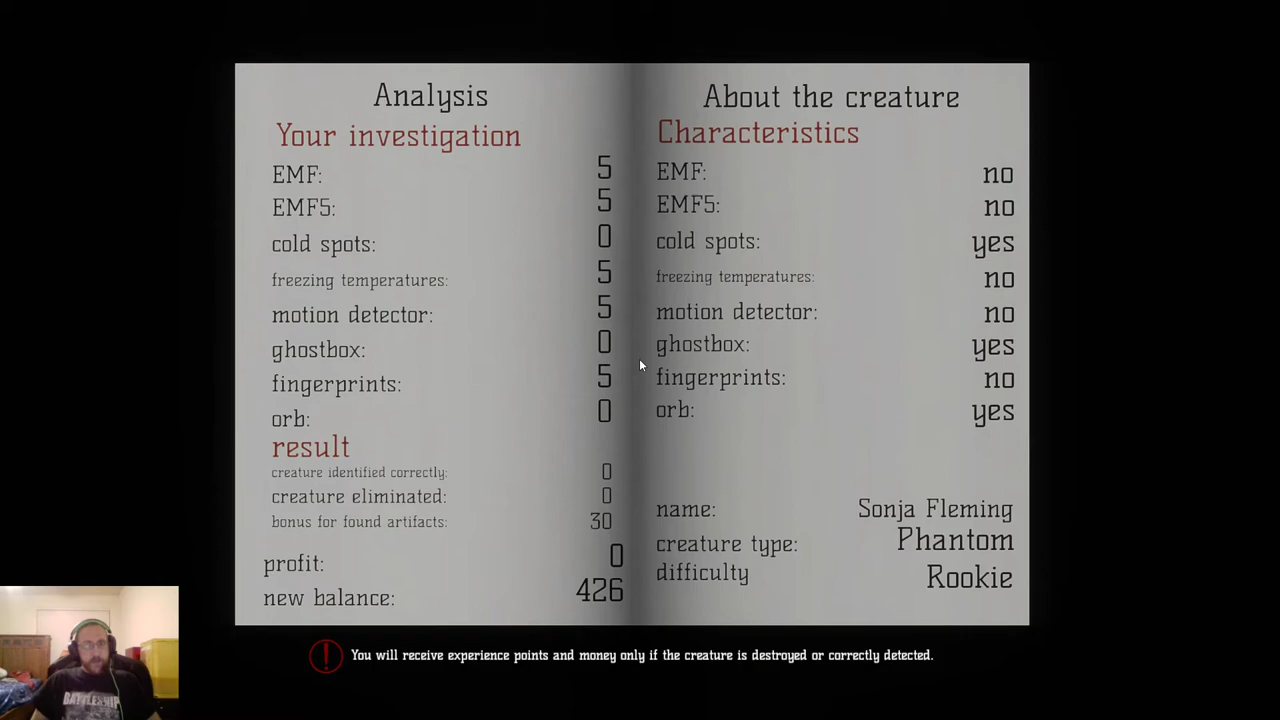 Analysis
Your investigation
EMF: 5
EMF5: 5
cold spots: 0
freezing temperatures: 5
motion detector: 5
ghostbox: 0
fingerprints: 5
orb: 0
result
creature identified correctly: 0
creature eliminated: 0
bonus for found artifacts: 30
profit: 0
new balance: 426
About the creature
Characteristics
EMF: no
EMF5: no
cold spots: yes
freezing temperatures: no
motion detector: no
ghostbox: yes
fingerprints: no
orb: yes
name: Sonja Fleming
creature type: Phantom
difficulty Rookie
! You will receive experience points and money only if the creature is destroyed or correctly detected.
BATTLESHIP